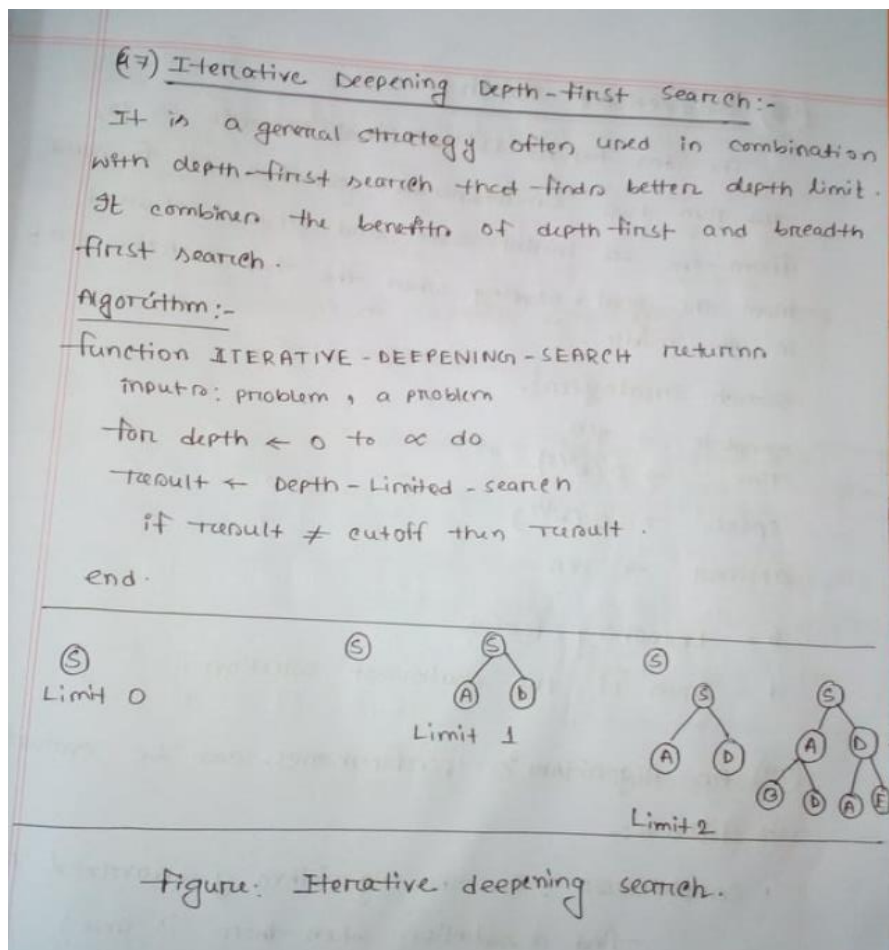 (47) Iterative Deepening Depth-first Search:-
It is a general strategy often used in combination
with depth-first search that finds better depth limit.
It combines the benefits of depth first and breadth
first search.
Algorithm:-
function ITERATIVE-DEEPENING-SEARCH returns
inputs: problem, a problem
for depth ← 0 to ∞ do
result ← Depth-Limited-search
if result ≠ cutoff then result.
end.
S S S S
A D
S S
A D A D
B D A E
Limit 0
Limit 1
Limit 2
Figure: Iterative deepening search.